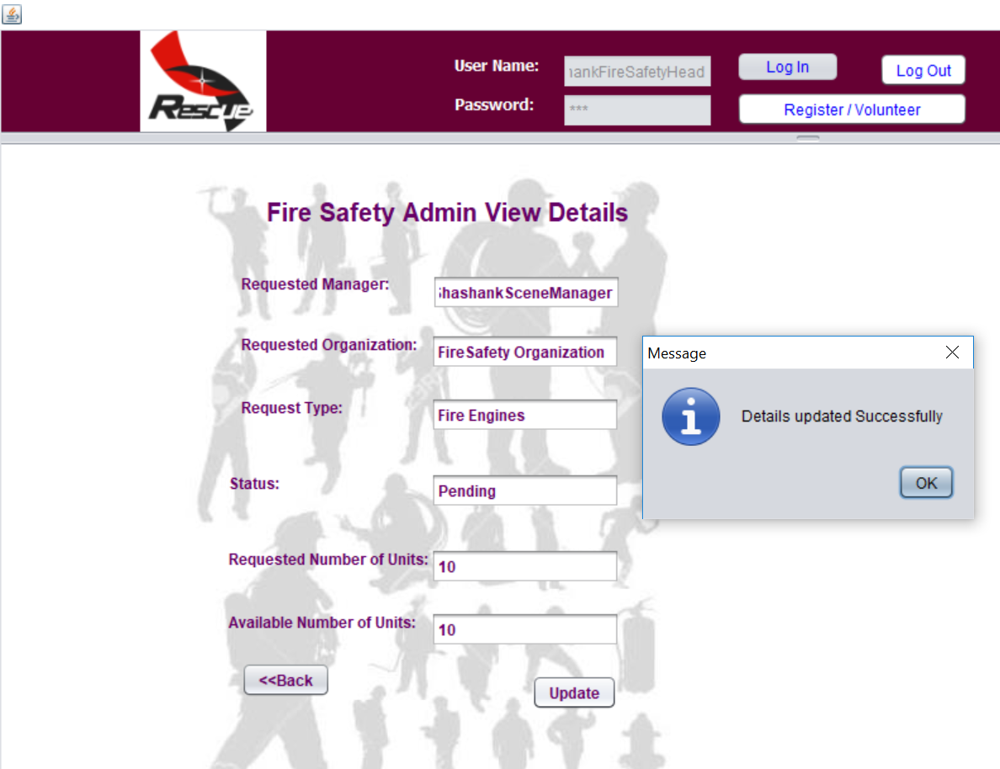 Rescue
User Name:
hankFireSafetyHead
Log In
Log Out
Password:
***
Register / Volunteer
Fire Safety Admin View Details
Requested Manager:
hashankSceneManager
Requested Organization:
FireSafety Organization
Request Type:
Fire Engines
Status:
Pending
Requested Number of Units:
10
Available Number of Units:
10
<<Back
Update
Message
Details updated Successfully
OK